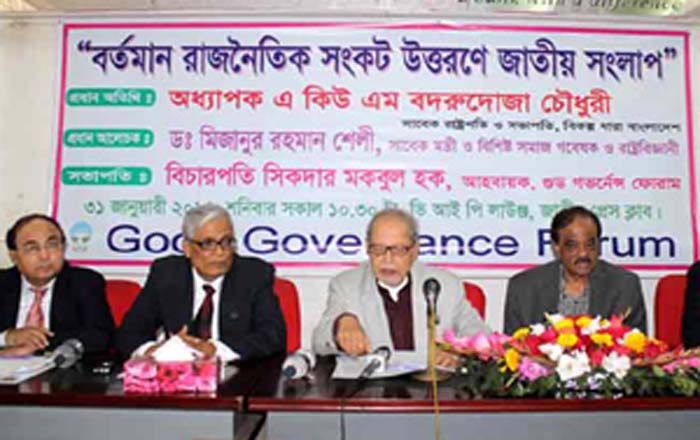 with a difference
“বর্তমান রাজনৈতিক সংকট উত্তরণে জাতীয় সংলাপ”
প্রধান অতিথি : অধ্যাপক এ কিউ এম বদরুদ্দোজা চৌধুরী
সাবেক রাষ্ট্রপতি ও সভাপতি, বিকল্প ধারা বাংলাদেশ
প্রধান আলোচক : ডঃ মিজানুর রহমান শেলী, সাবেক মন্ত্রী ও বিশিষ্ট সমাজ গবেষক ও রাষ্ট্রবিজ্ঞানী
সভাপতি : বিচারপতি সিকদার মকবুল হক, আহবায়ক, গুড গভর্নেন্স ফোরাম
৩১ জানুয়ারী শনিবার সকাল ১০.৩০ ভি আই পি লাউঞ্জ, প্রেস ক্লাব।
Good Governance Forum